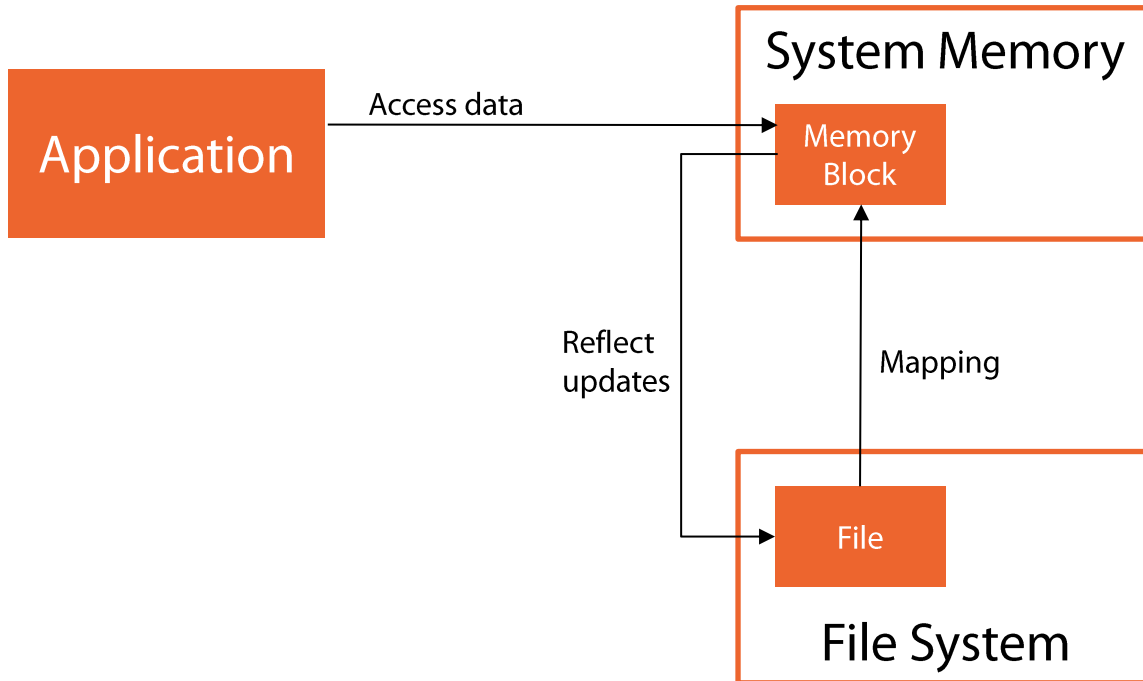 System Memory
Application
Access data
Memory
Block
Reflect
updates
Mapping
File
File System